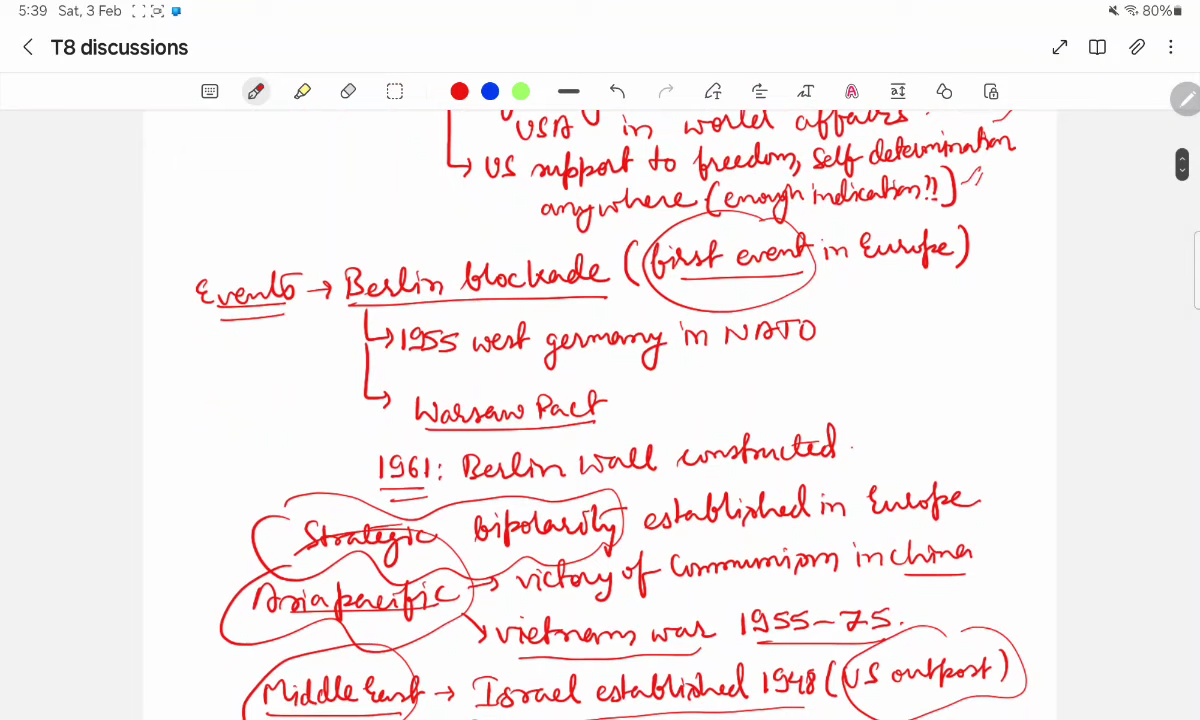 5:39 Sat, 3 Feb 80%
T8 discussions
"USA" in world affairs.
↳ US support to freedom, self determination
anywhere (enough indication!!)
Events → Berlin blockade (first event in Europe)
↳ 1955 west germany in NATO
↳ Warsaw Pact
1961: Berlin wall constructed.
Strategic bipolarity established in Europe
Asia pacific → victory of Communism in china
↘ vietnam war 1955-75.
Middle East → Israel established 1948 (US outpost)